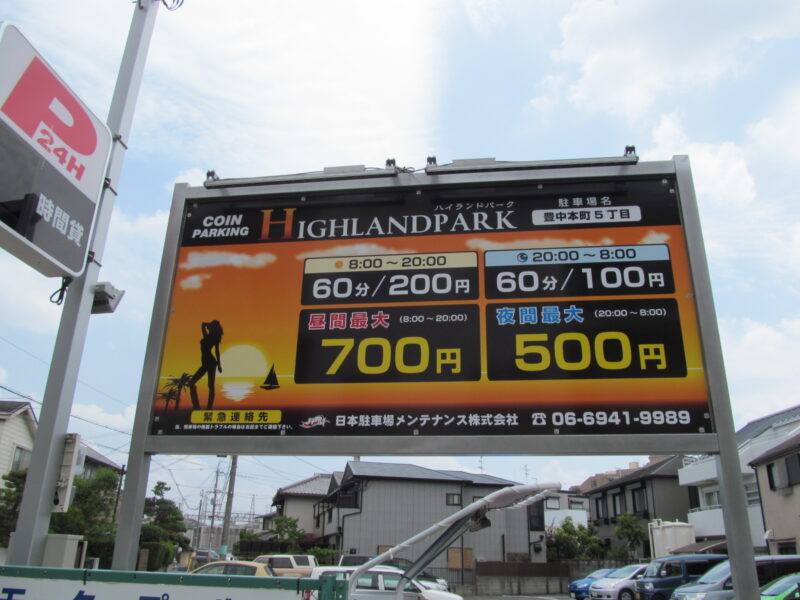 P
24H
時間貸
COIN
PARKING
ハイランドパーク
HIGHLANDPARK
駐車場名
豊中本町5丁目
8:00~20:00
60分/200円
20:00~8:00
60分/100円
昼間最大 (8:00~20:00)
700円
夜間最大 (20:00~8:00)
500円
緊急連絡先
日本駐車場メンテナンス株式会社 ☎06-6941-9989